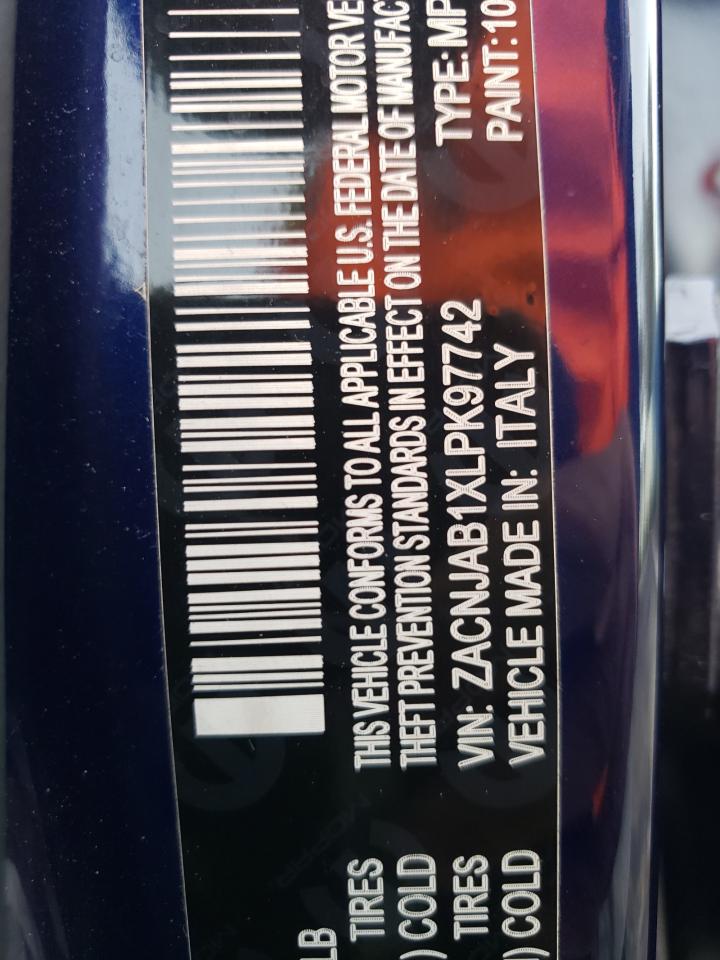 THIS VEHICLE CONFORMS TO ALL APPLICABLE U.S. FEDERAL MOTOR VE
THEFT PREVENTION STANDARDS IN EFFECT ON THE DATE OF MANUFAC
VIN: ZACNJAB1XLPK97742 TYPE: MP
VEHICLE MADE IN: ITALY PAINT: 10
LB
TIRES
) COLD
TIRES
) COLD
MOPAR